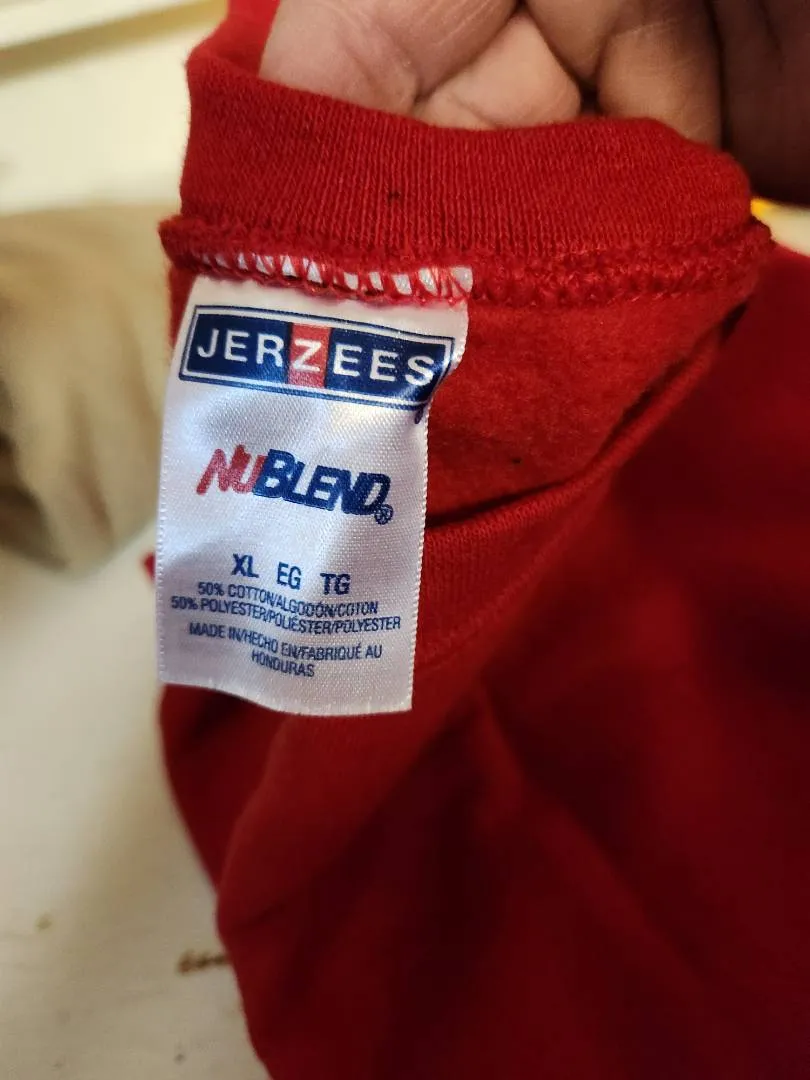 JERZEES
NUBLEND®
XL EG TG
50% COTTON/ALGODÓN/COTON
50% POLYESTER/POLIÉSTER/POLYESTER
MADE IN/HECHO EN/FABRIQUÉ AU
HONDURAS